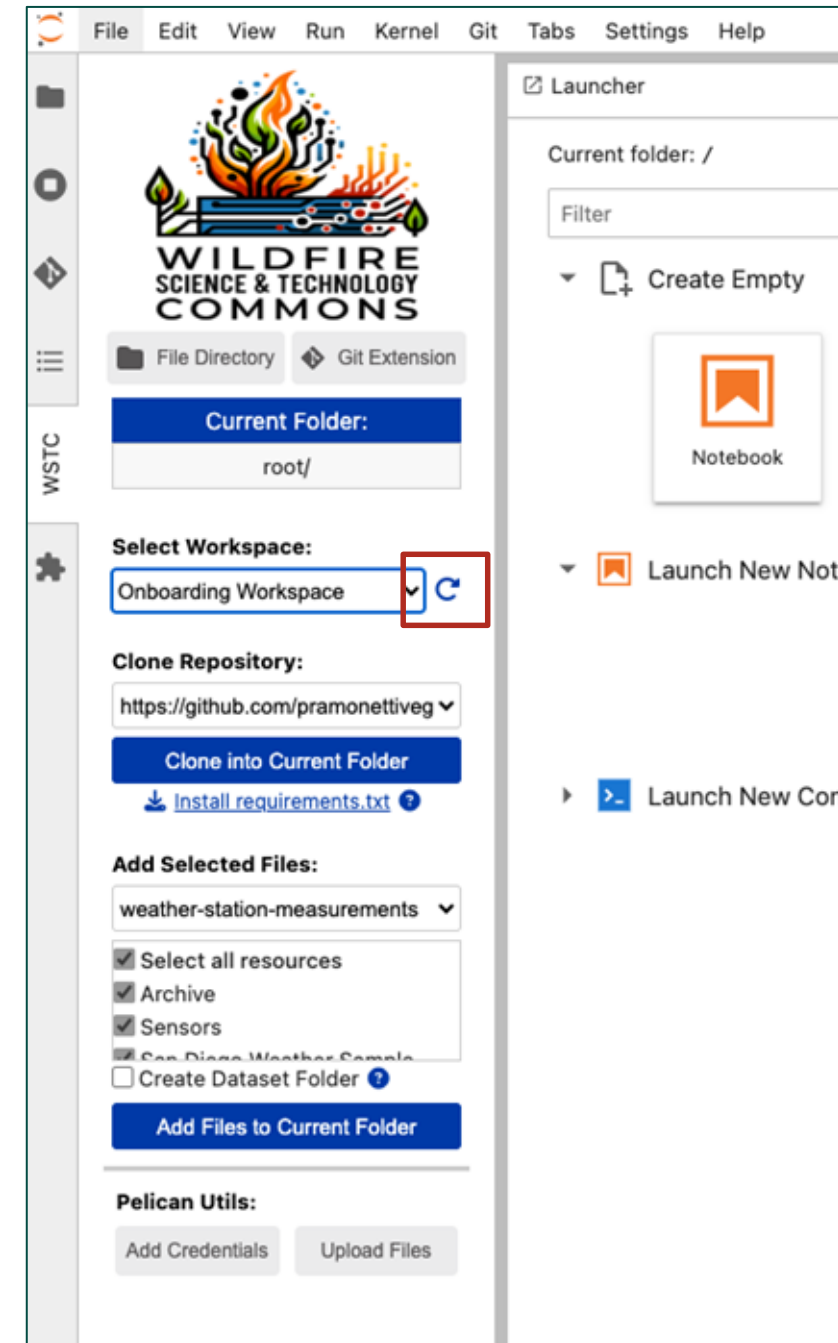 File Edit View Run Kernel Git Tabs Settings Help
WILDFIRE
SCIENCE & TECHNOLOGY
COMMONS
File Directory Git Extension
Current Folder:
root/
WSTC
Select Workspace:
Onboarding Workspace
Clone Repository:
https://github.com/pramonettiveg
Clone into Current Folder
Install requirements.txt ?
Add Selected Files:
weather-station-measurements
Select all resources
Archive
Sensors
San Diego Weather Sample
Create Dataset Folder ?
Add Files to Current Folder
Pelican Utils:
Add Credentials Upload Files
Launcher
Current folder: /
Filter
Create Empty
Notebook
Launch New Not
Launch New Con